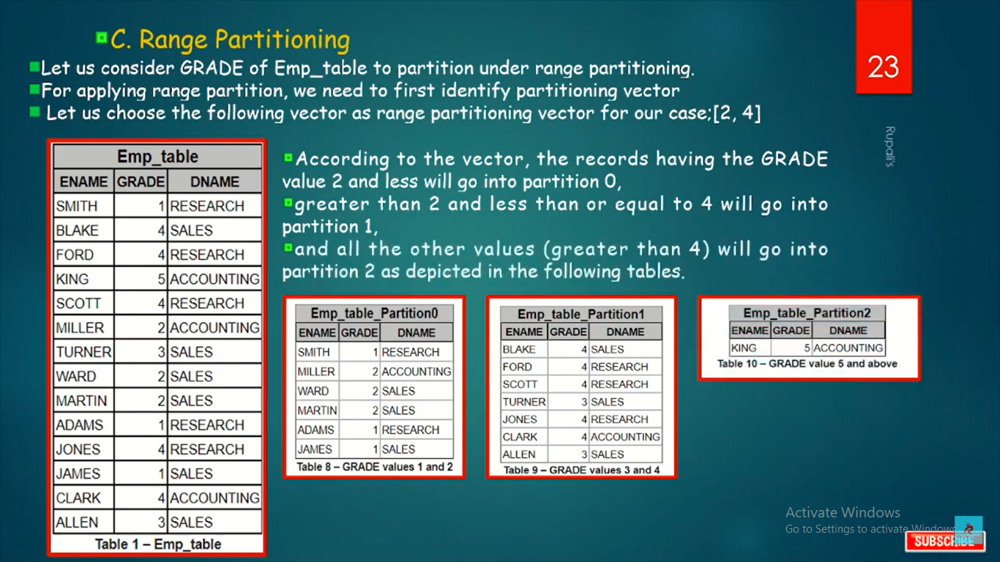 C. Range Partitioning
23
Let us consider GRADE of Emp_table to partition under range partitioning.
For applying range partition, we need to first identify partitioning vector
Let us choose the following vector as range partitioning vector for our case;[2, 4]
Rupali's
Emp_table
ENAME GRADE DNAME
SMITH 1 RESEARCH
BLAKE 4 SALES
FORD 4 RESEARCH
KING 5 ACCOUNTING
SCOTT 4 RESEARCH
MILLER 2 ACCOUNTING
TURNER 3 SALES
WARD 2 SALES
MARTIN 2 SALES
ADAMS 1 RESEARCH
JONES 4 RESEARCH
JAMES 1 SALES
CLARK 4 ACCOUNTING
ALLEN 3 SALES
Table 1 – Emp_table
According to the vector, the records having the GRADE
value 2 and less will go into partition 0,
greater than 2 and less than or equal to 4 will go into
partition 1,
and all the other values (greater than 4) will go into
partition 2 as depicted in the following tables.
Emp_table_Partition0
ENAME GRADE DNAME
SMITH 1 RESEARCH
MILLER 2 ACCOUNTING
WARD 2 SALES
MARTIN 2 SALES
ADAMS 1 RESEARCH
JAMES 1 SALES
Table 8 – GRADE values 1 and 2
Emp_table_Partition1
ENAME GRADE DNAME
BLAKE 4 SALES
FORD 4 RESEARCH
SCOTT 4 RESEARCH
TURNER 3 SALES
JONES 4 RESEARCH
CLARK 4 ACCOUNTING
ALLEN 3 SALES
Table 9 – GRADE values 3 and 4
Emp_table_Partition2
ENAME GRADE DNAME
KING 5 ACCOUNTING
Table 10 – GRADE value 5 and above
Activate Windows
Go to Settings to activate Windows
SUBSCRIBE